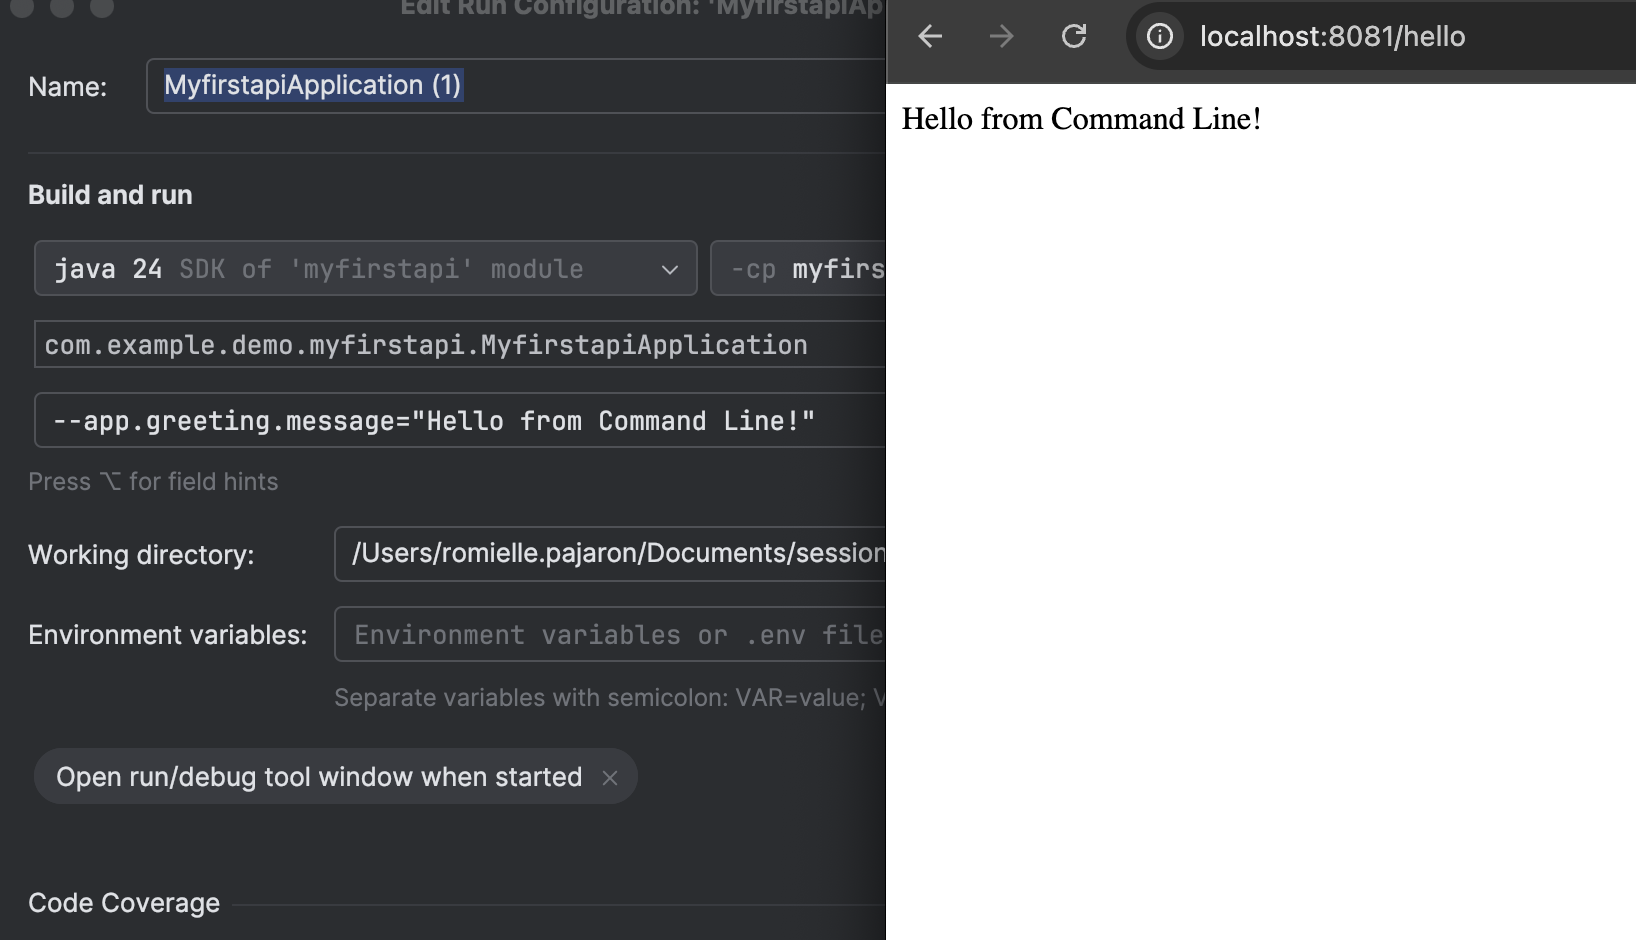 Edit Run Configuration: 'MyfirstapiAp
Name: MyfirstapiApplication (1)
Build and run
java 24 SDK of 'myfirstapi' module
-cp myfirs
com.example.demo.myfirstapi.MyfirstapiApplication
--app.greeting.message="Hello from Command Line!"
Press ⌥ for field hints
Working directory: /Users/romielle.pajaron/Documents/session
Environment variables: Environment variables or .env file
Separate variables with semicolon: VAR=value; V
Open run/debug tool window when started ×
Code Coverage
localhost:8081/hello
Hello from Command Line!